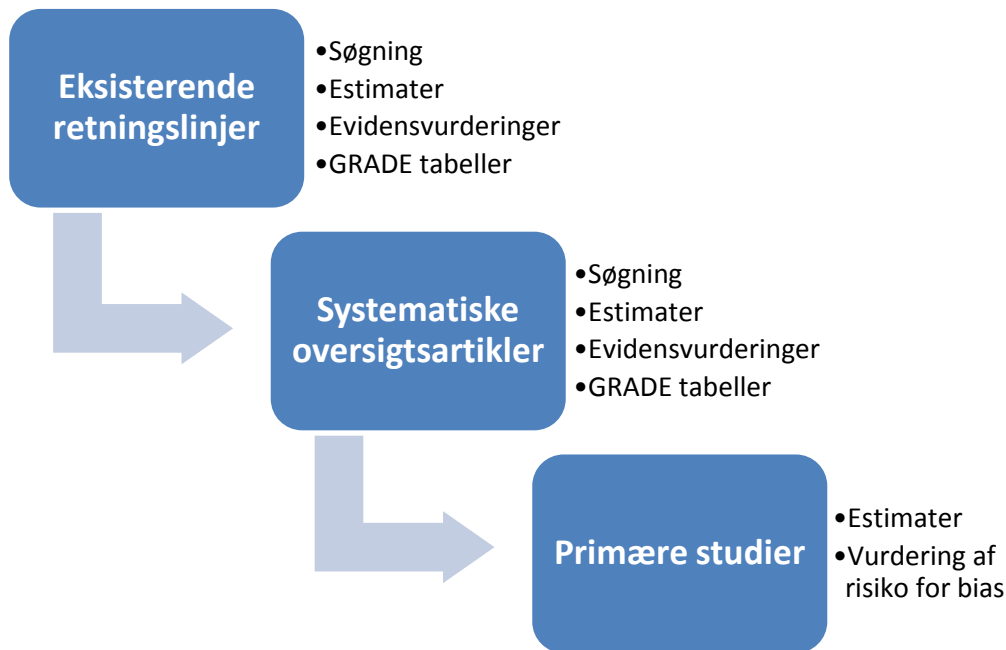 Eksisterende
retningslinjer
•Søgning
•Estimater
•Evidensvurderinger
•GRADE tabeller
Systematiske
oversigtsartikler
•Søgning
•Estimater
•Evidensvurderinger
•GRADE tabeller
Primære studier
•Estimater
•Vurdering af
risiko for bias